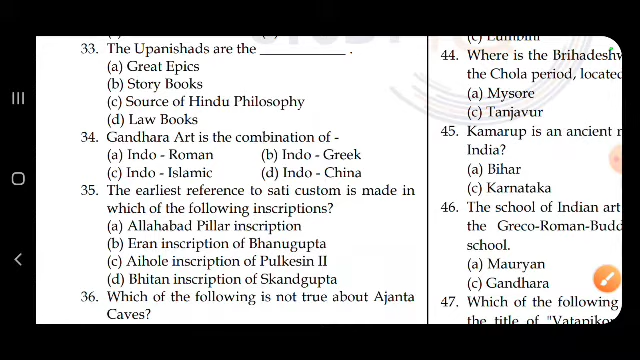 33. The Upanishads are the ____________ .
(a) Great Epics
(b) Story Books
(c) Source of Hindu Philosophy
(d) Law Books
34. Gandhara Art is the combination of -
(a) Indo - Roman (b) Indo - Greek
(c) Indo - Islamic (d) Indo - China
35. The earliest reference to sati custom is made in
which of the following inscriptions?
(a) Allahabad Pillar inscription
(b) Eran inscription of Bhanugupta
(c) Aihole inscription of Pulkesin II
(d) Bhitan inscription of Skandgupta
36. Which of the following is not true about Ajanta
Caves?
(c) Lumbini
44. Where is the Brihadeshw
the Chola period, located
(a) Mysore
(c) Tanjavur
45. Kamarup is an ancient
India?
(a) Bihar
(c) Karnataka
46. The school of Indian art
the Greco-Roman-Budd
school.
(a) Mauryan
(c) Gandhara
47. Which of the following
the title of "Vatapikon